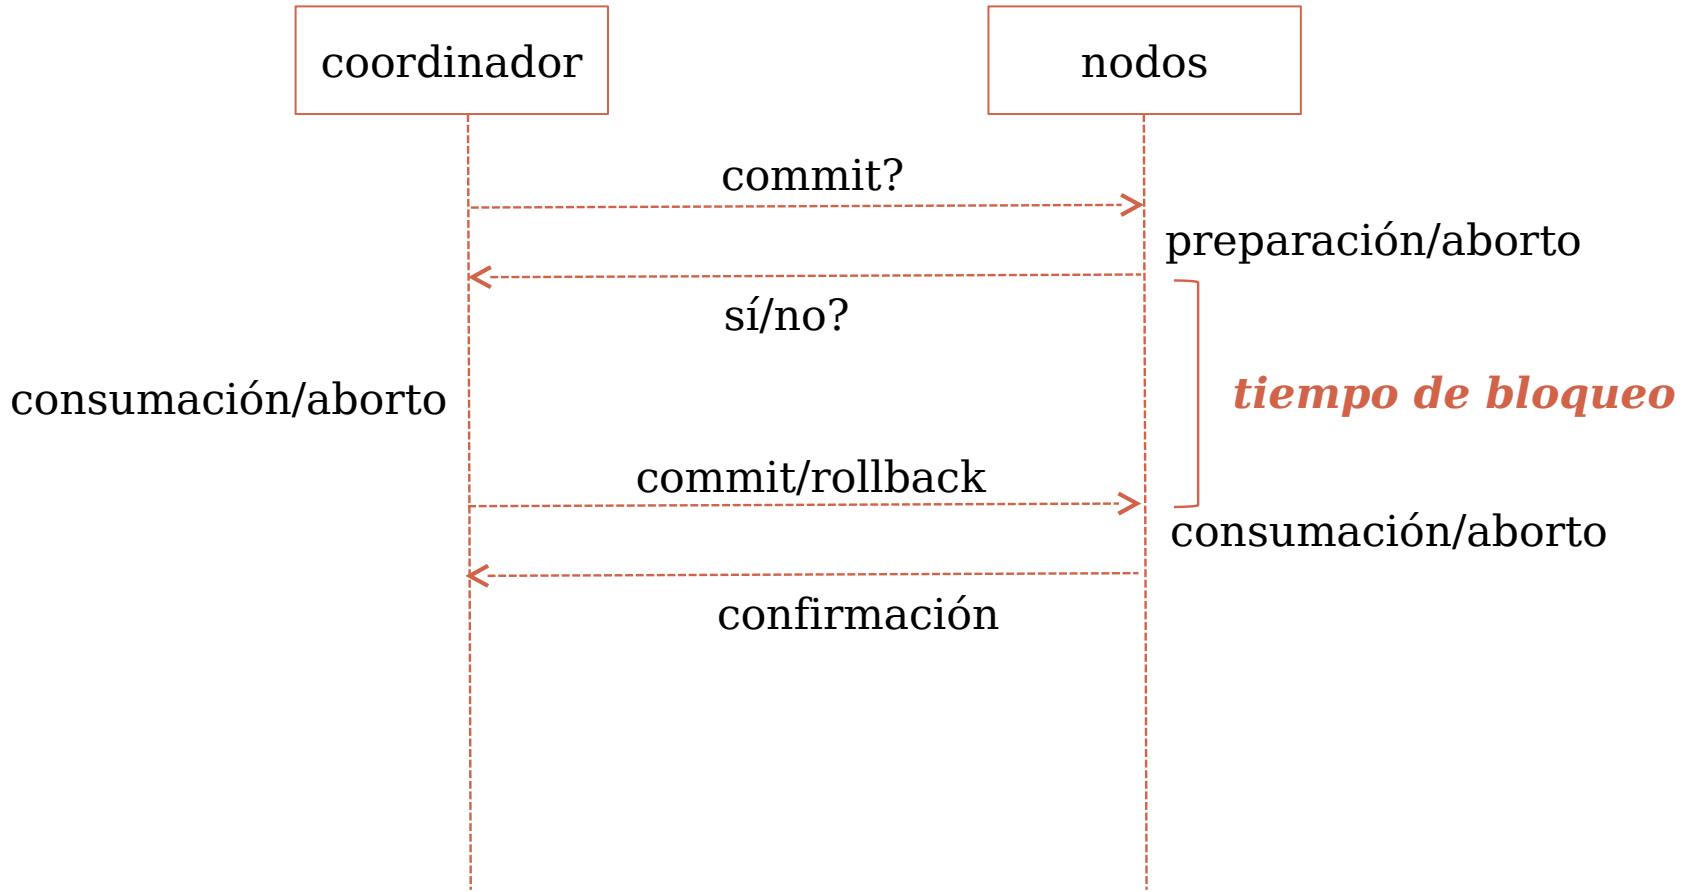 coordinador
nodos
commit?
preparación/aborto
sí/no?
tiempo de bloqueo
consumación/aborto
commit/rollback
consumación/aborto
confirmación